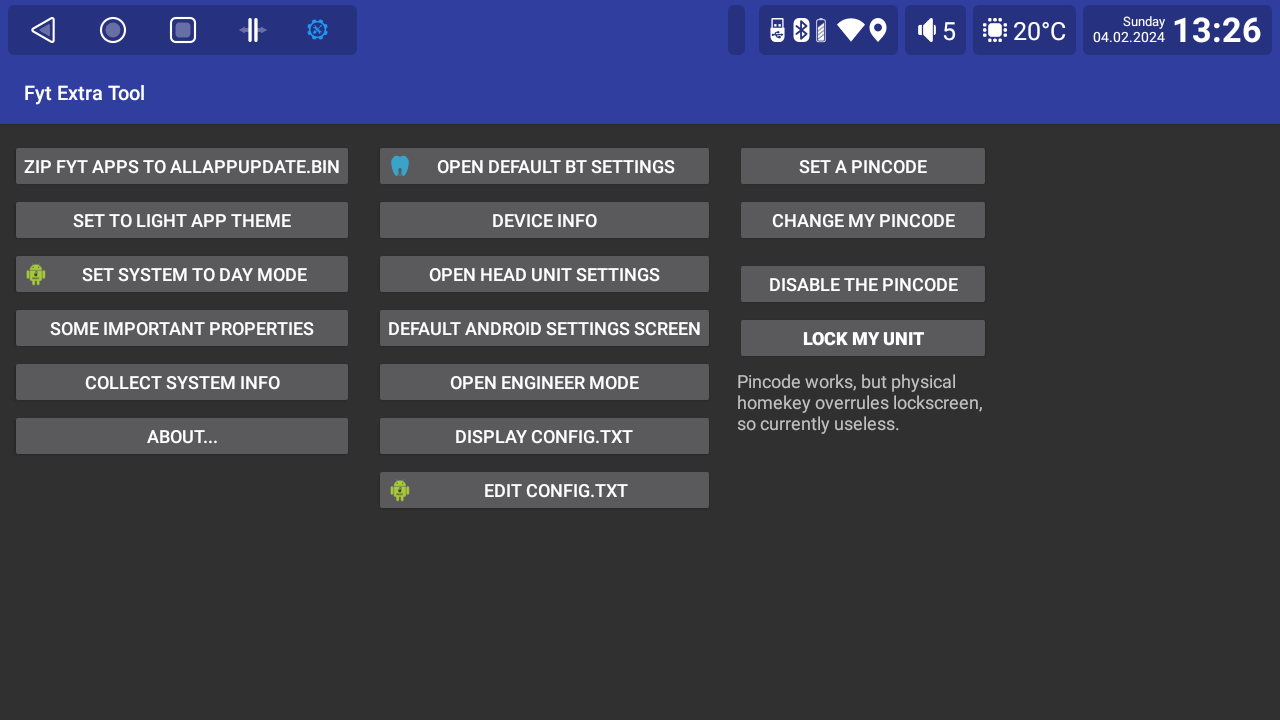 5
20°C
Sunday
04.02.2024
13:26
Fyt Extra Tool
ZIP FYT APPS TO ALLAPPUPDATE.BIN
SET TO LIGHT APP THEME
SET SYSTEM TO DAY MODE
SOME IMPORTANT PROPERTIES
COLLECT SYSTEM INFO
ABOUT...
OPEN DEFAULT BT SETTINGS
DEVICE INFO
OPEN HEAD UNIT SETTINGS
DEFAULT ANDROID SETTINGS SCREEN
OPEN ENGINEER MODE
DISPLAY CONFIG.TXT
EDIT CONFIG.TXT
SET A PINCODE
CHANGE MY PINCODE
DISABLE THE PINCODE
LOCK MY UNIT
Pincode works, but physical
homekey overrules lockscreen,
so currently useless.